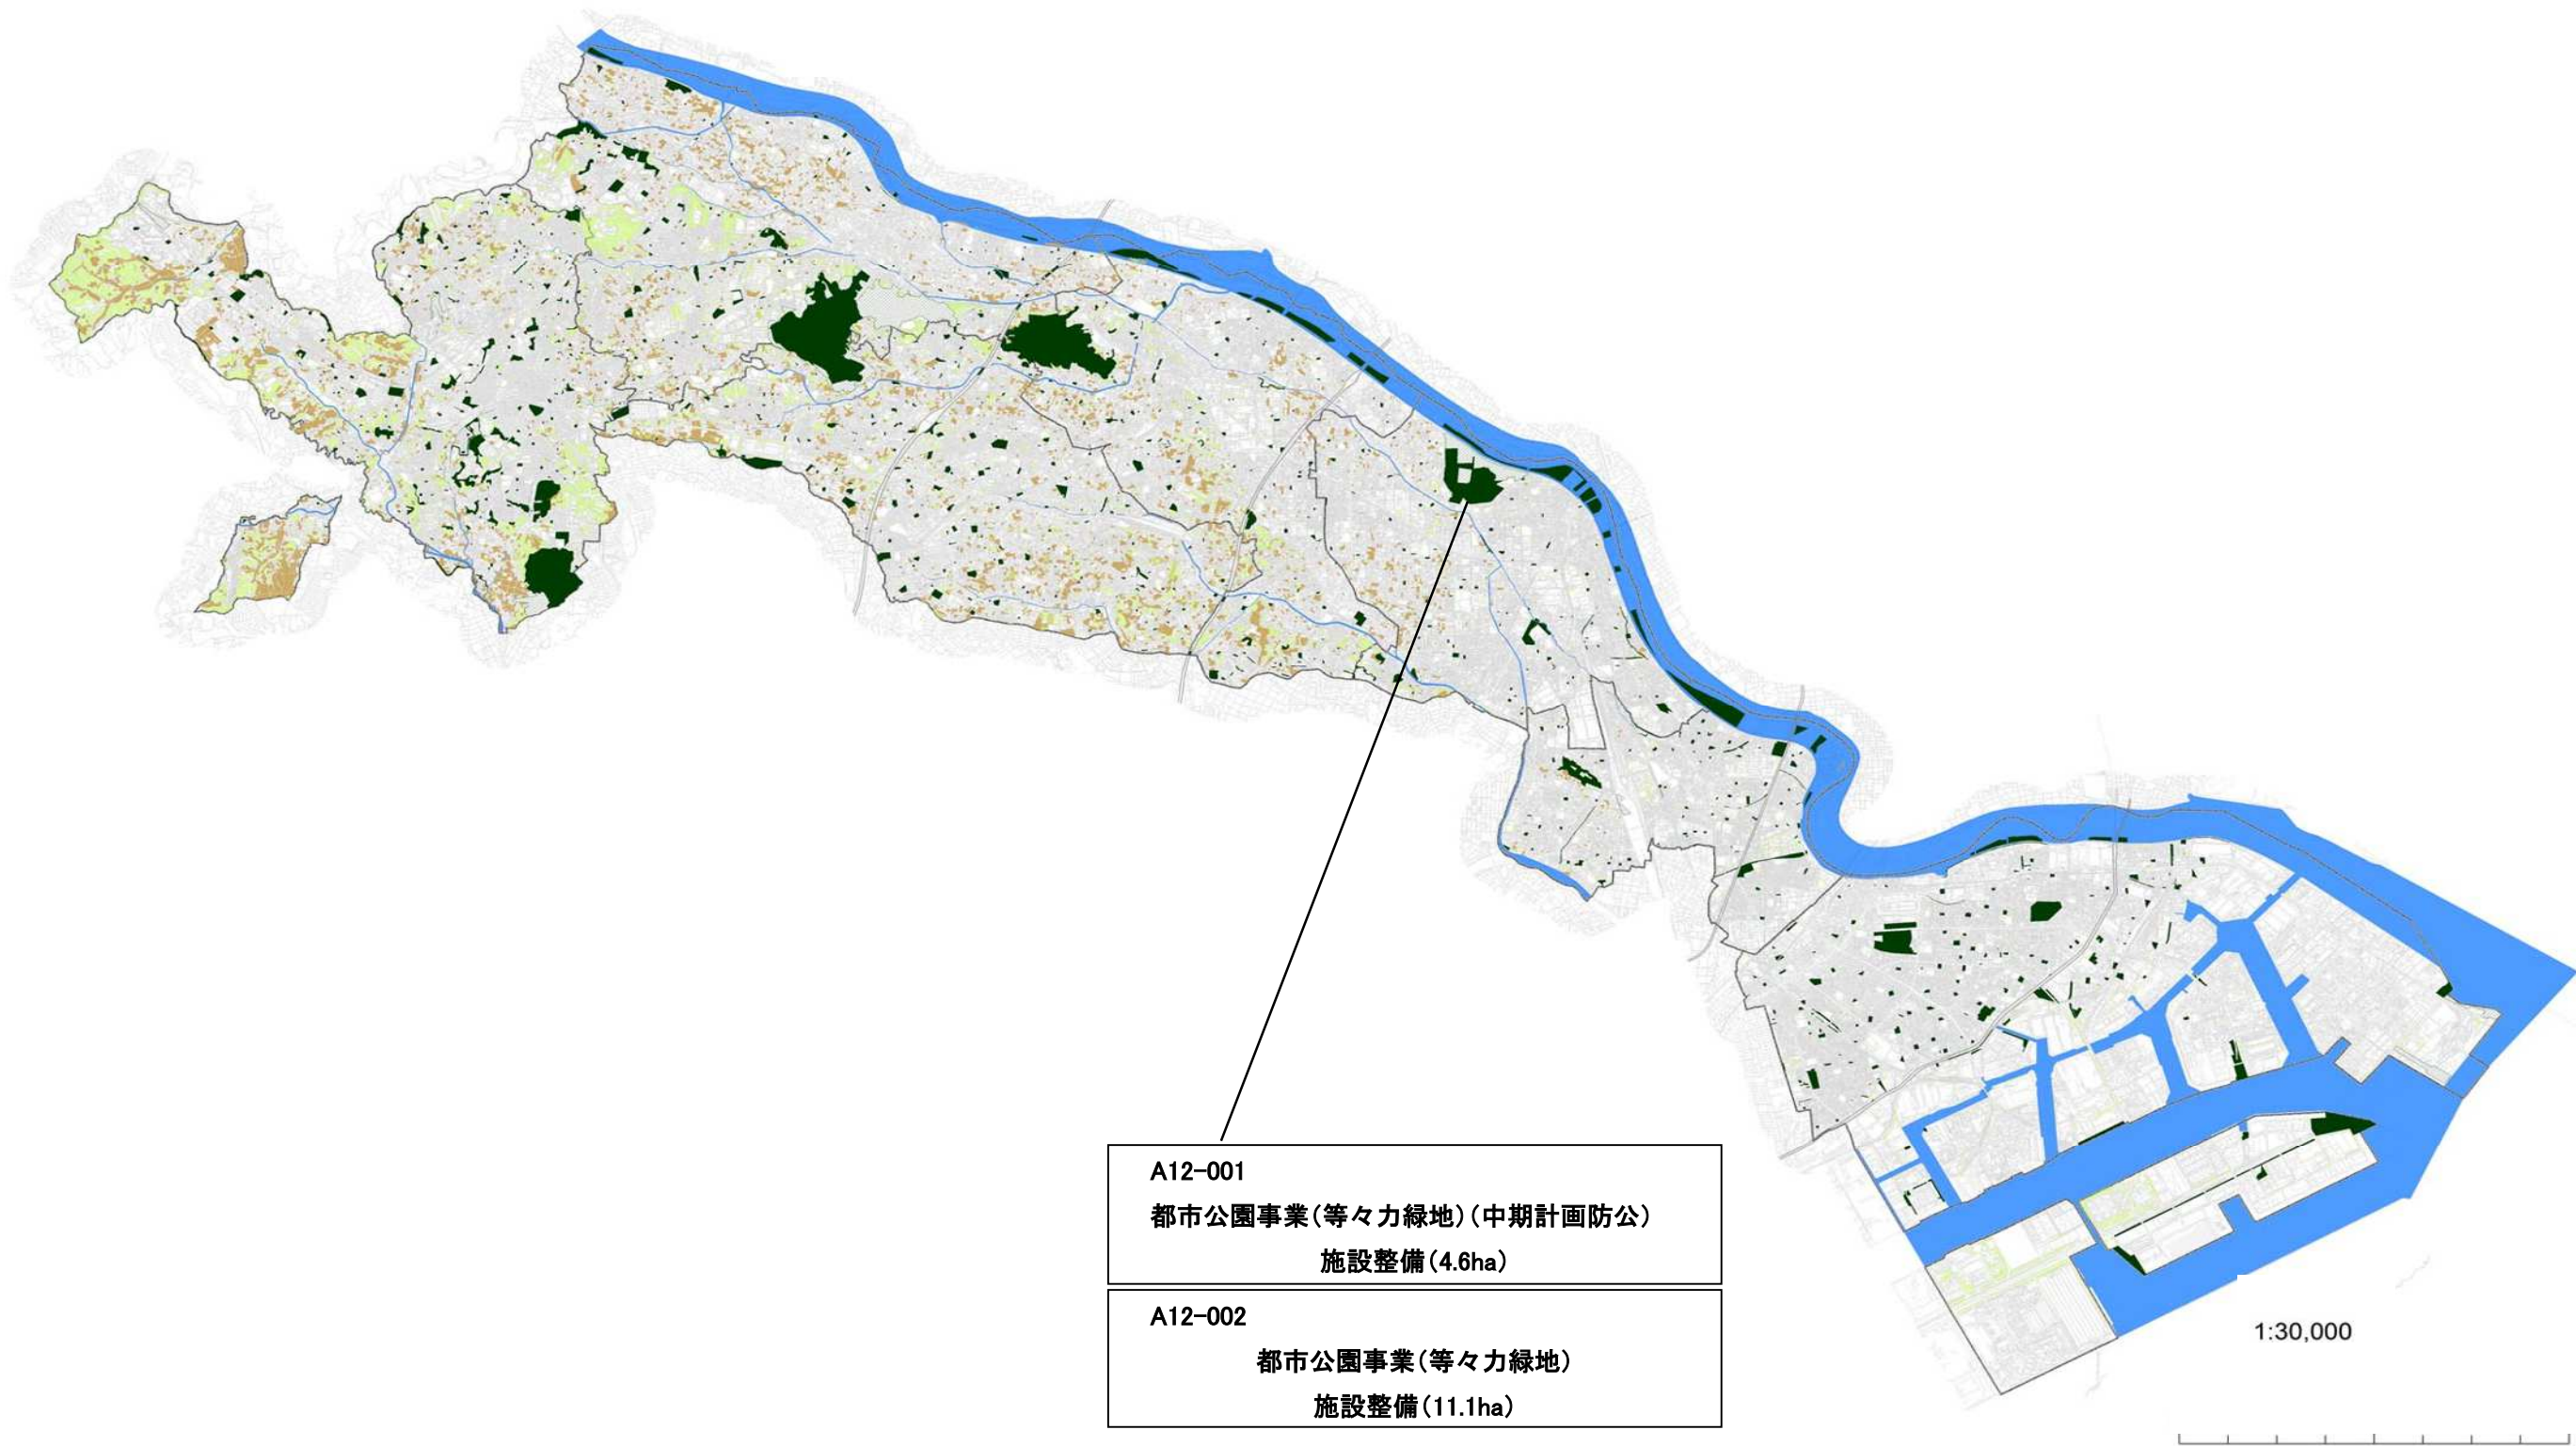 A12-001
都市公園事業（等々力緑地）（中期計画防公）
施設整備（4.6ha）
A12-002
都市公園事業（等々力緑地）
施設整備（11.1ha）
1:30,000